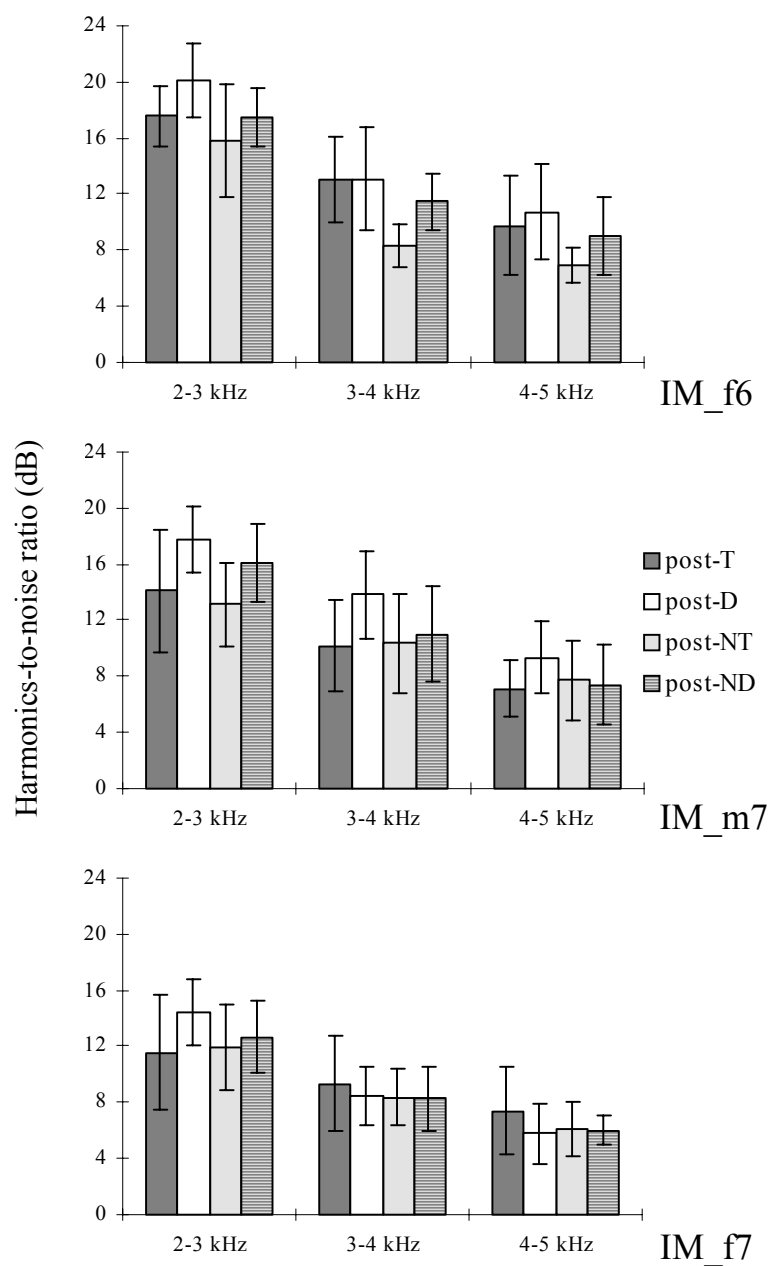 Harmonics-to-noise ratio (dB)
24
20
16
12
8
4
0
2-3 kHz 3-4 kHz 4-5 kHz
IM_f6
24
20
16
12
8
4
0
2-3 kHz 3-4 kHz 4-5 kHz
IM_m7
post-T
post-D
post-NT
post-ND
24
20
16
12
8
4
0
2-3 kHz 3-4 kHz 4-5 kHz
IM_f7